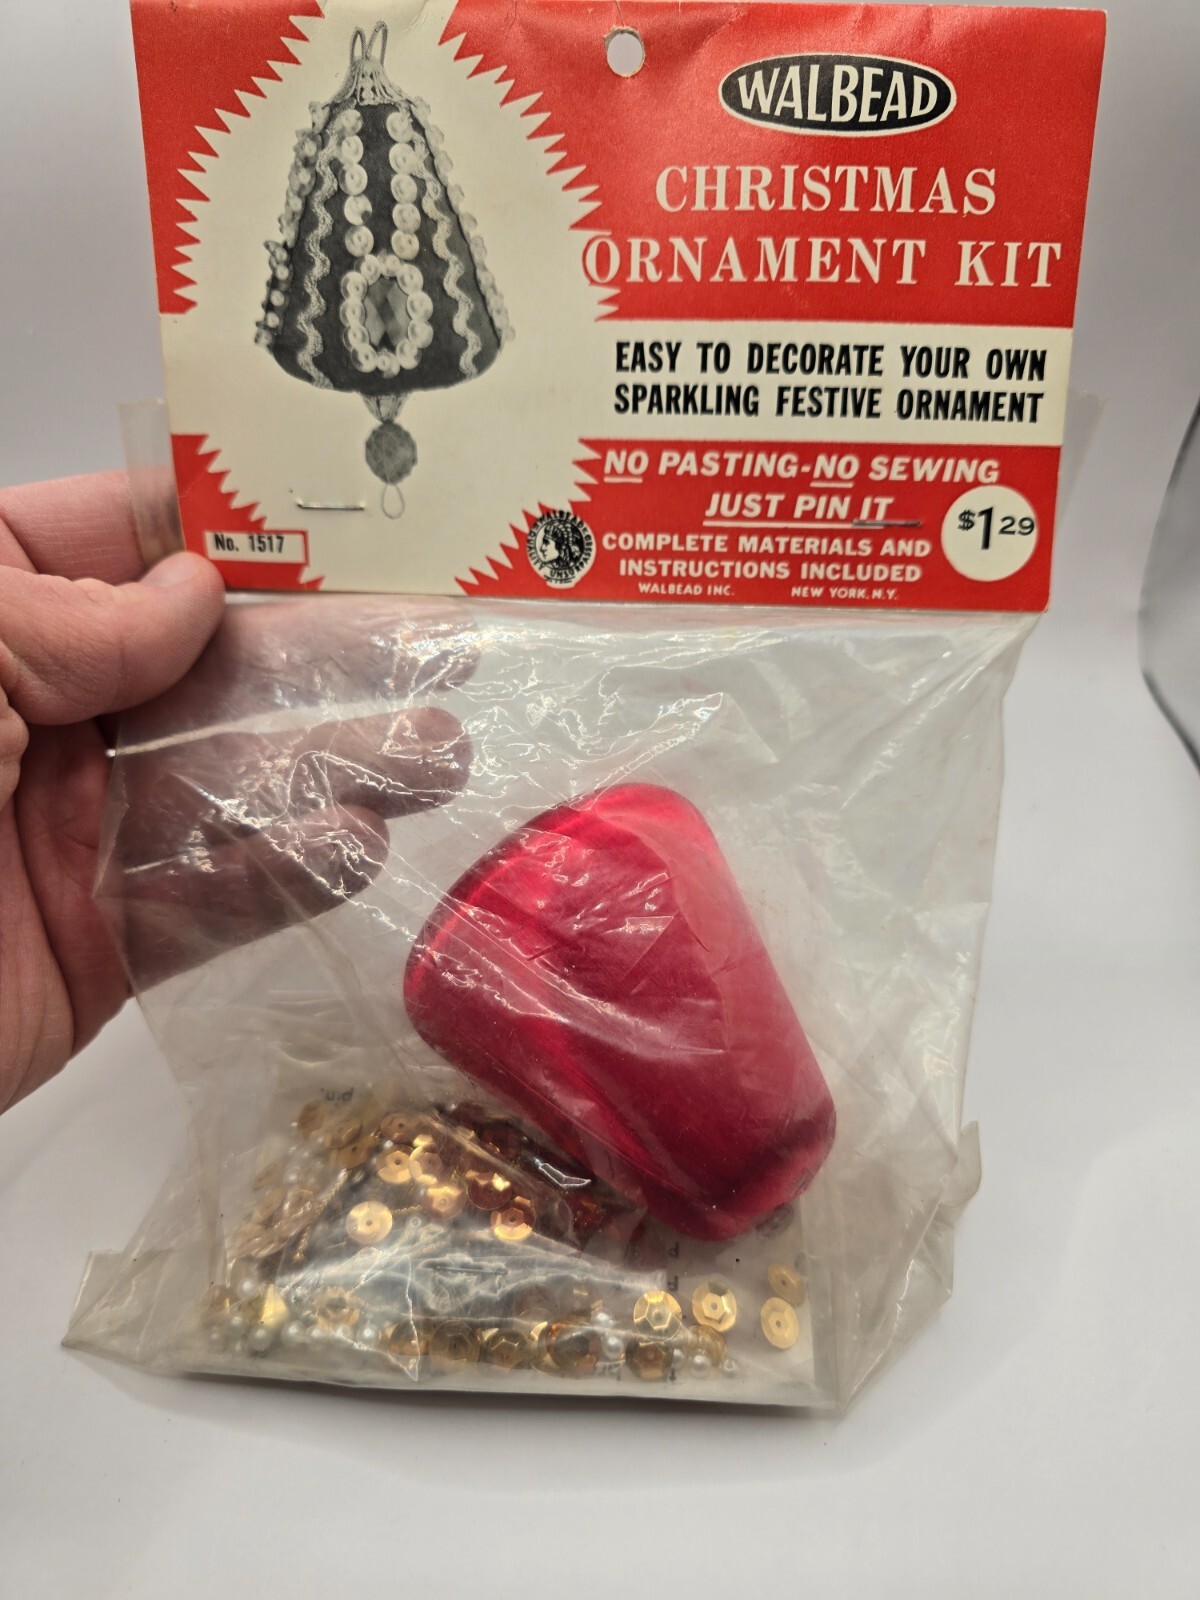 WALBEAD
CHRISTMAS
ORNAMENT KIT
EASY TO DECORATE YOUR OWN
SPARKLING FESTIVE ORNAMENT
NO PASTING-NO SEWING
JUST PIN IT
$1 29
COMPLETE MATERIALS AND
INSTRUCTIONS INCLUDED
WALBEAD INC. NEW YORK, N.Y.
No. 1517
pin.